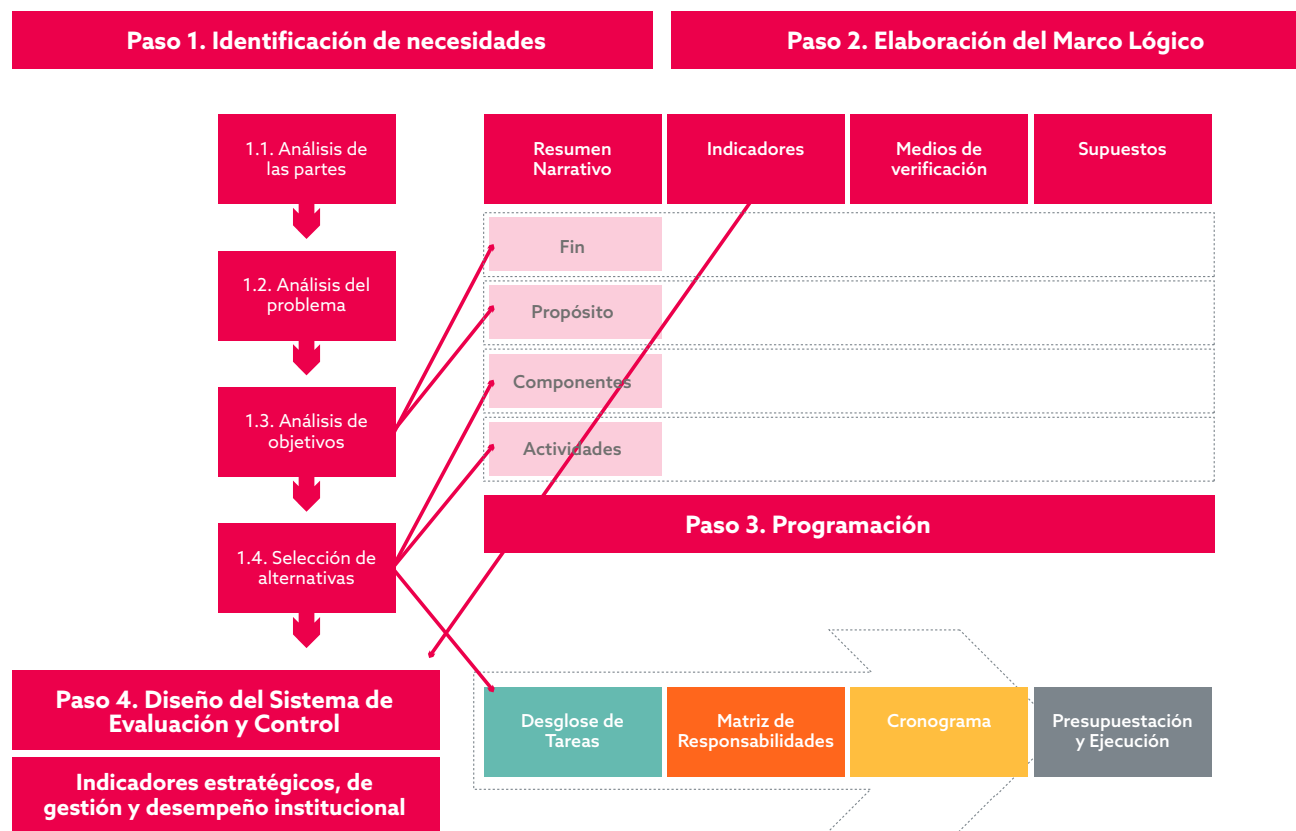 Paso 1. Identificación de necesidades
Paso 2. Elaboración del Marco Lógico
1.1. Análisis de
las partes
1.2. Análisis del
problema
1.3. Análisis de
objetivos
1.4. Selección de
alternativas
Resumen
Narrativo
Indicadores
Medios de
verificación
Supuestos
Fin
Propósito
Componentes
Actividades
Paso 3. Programación
Paso 4. Diseño del Sistema de
Evaluación y Control
Indicadores estratégicos, de
gestión y desempeño institucional
Desglose de
Tareas
Matriz de
Responsabilidades
Cronograma
Presupuestación
y Ejecución